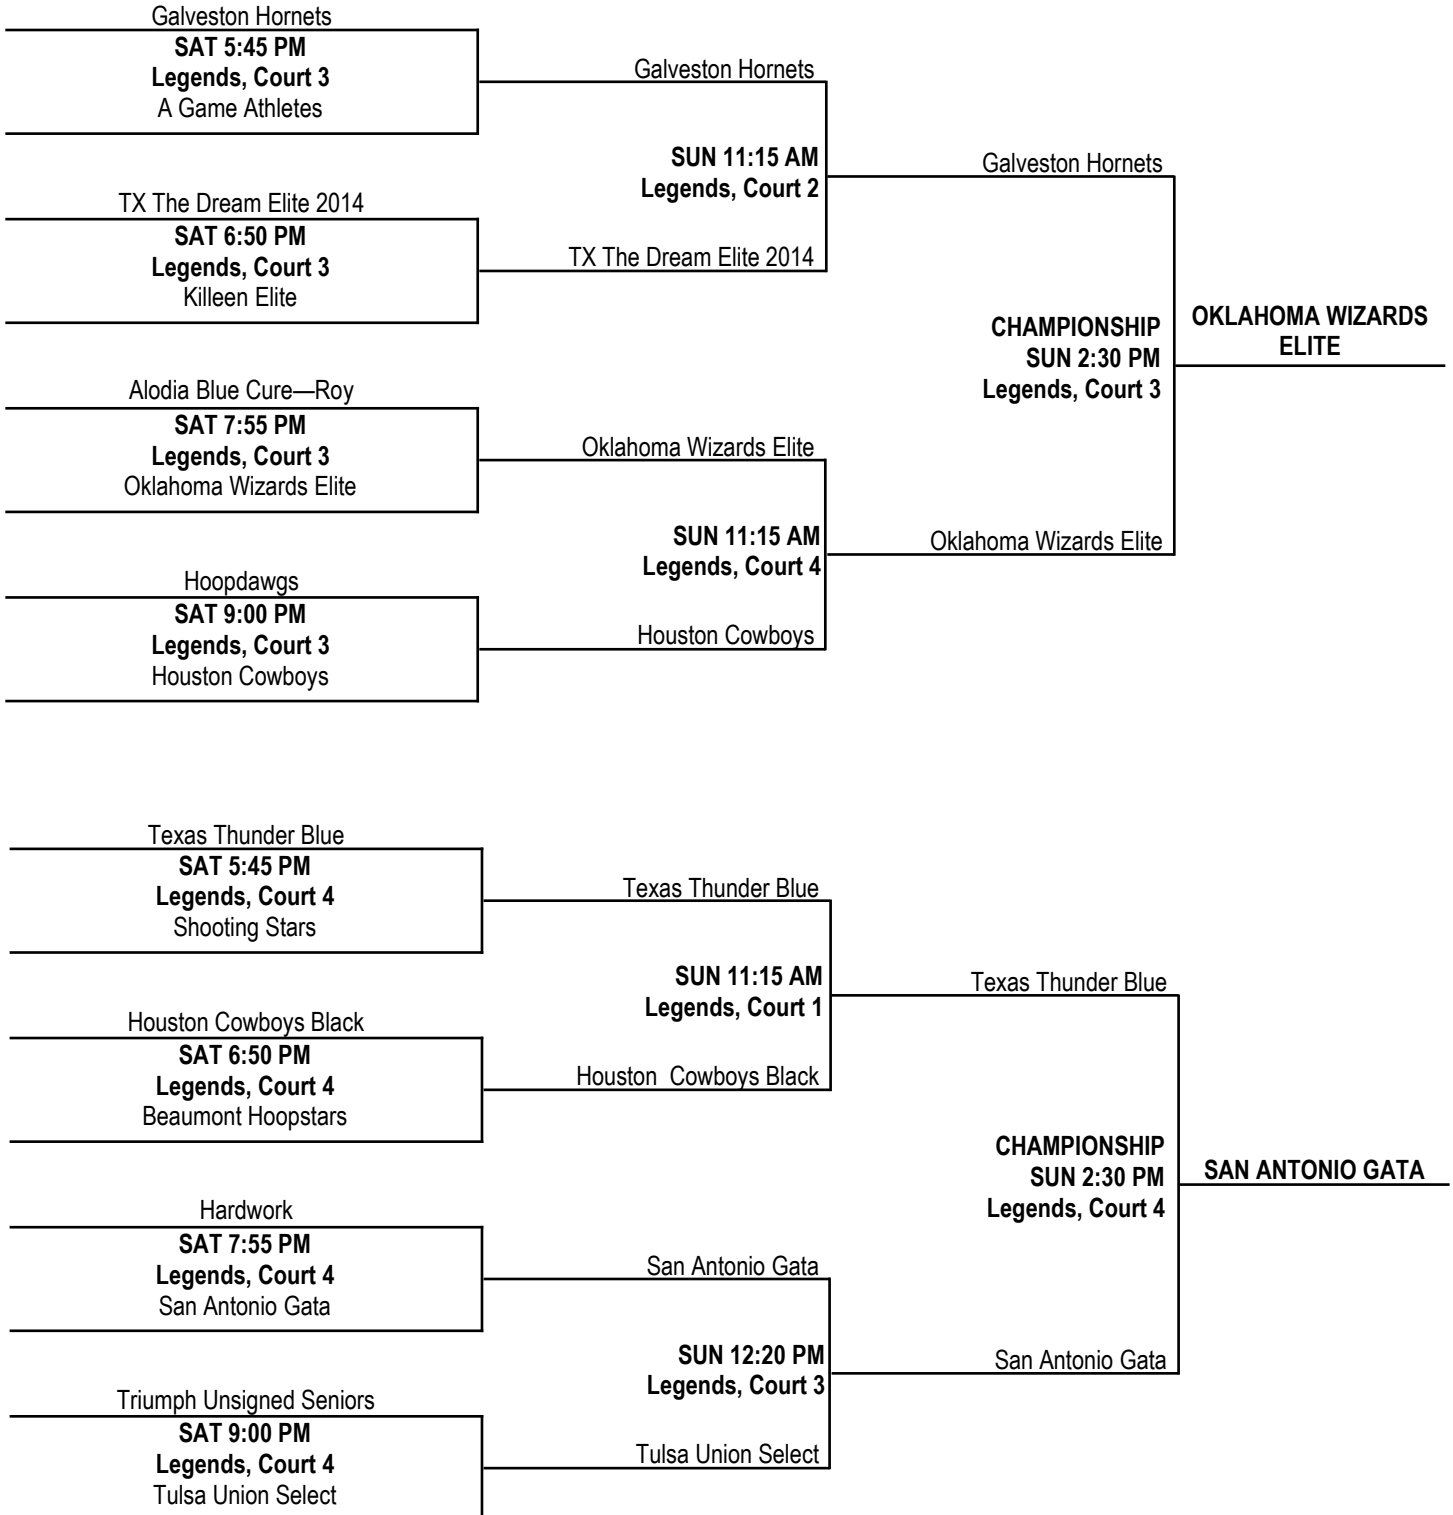 Galveston Hornets
SAT 5:45 PM
Legends, Court 3
A Game Athletes
Galveston Hornets
SUN 11:15 AM
Legends, Court 2
Galveston Hornets
TX The Dream Elite 2014
SAT 6:50 PM
Legends, Court 3
Killeen Elite
TX The Dream Elite 2014
CHAMPIONSHIP
SUN 2:30 PM
Legends, Court 3
OKLAHOMA WIZARDS
ELITE
Alodia Blue Cure—Roy
SAT 7:55 PM
Legends, Court 3
Oklahoma Wizards Elite
Oklahoma Wizards Elite
SUN 11:15 AM
Legends, Court 4
Oklahoma Wizards Elite
Hoopdawgs
SAT 9:00 PM
Legends, Court 3
Houston Cowboys
Houston Cowboys
Texas Thunder Blue
SAT 5:45 PM
Legends, Court 4
Shooting Stars
Texas Thunder Blue
SUN 11:15 AM
Legends, Court 1
Texas Thunder Blue
Houston Cowboys Black
SAT 6:50 PM
Legends, Court 4
Beaumont Hoopstars
Houston  Cowboys Black
CHAMPIONSHIP
SUN 2:30 PM
Legends, Court 4
SAN ANTONIO GATA
Hardwork
SAT 7:55 PM
Legends, Court 4
San Antonio Gata
San Antonio Gata
SUN 12:20 PM
Legends, Court 3
San Antonio Gata
Triumph Unsigned Seniors
SAT 9:00 PM
Legends, Court 4
Tulsa Union Select
Tulsa Union Select